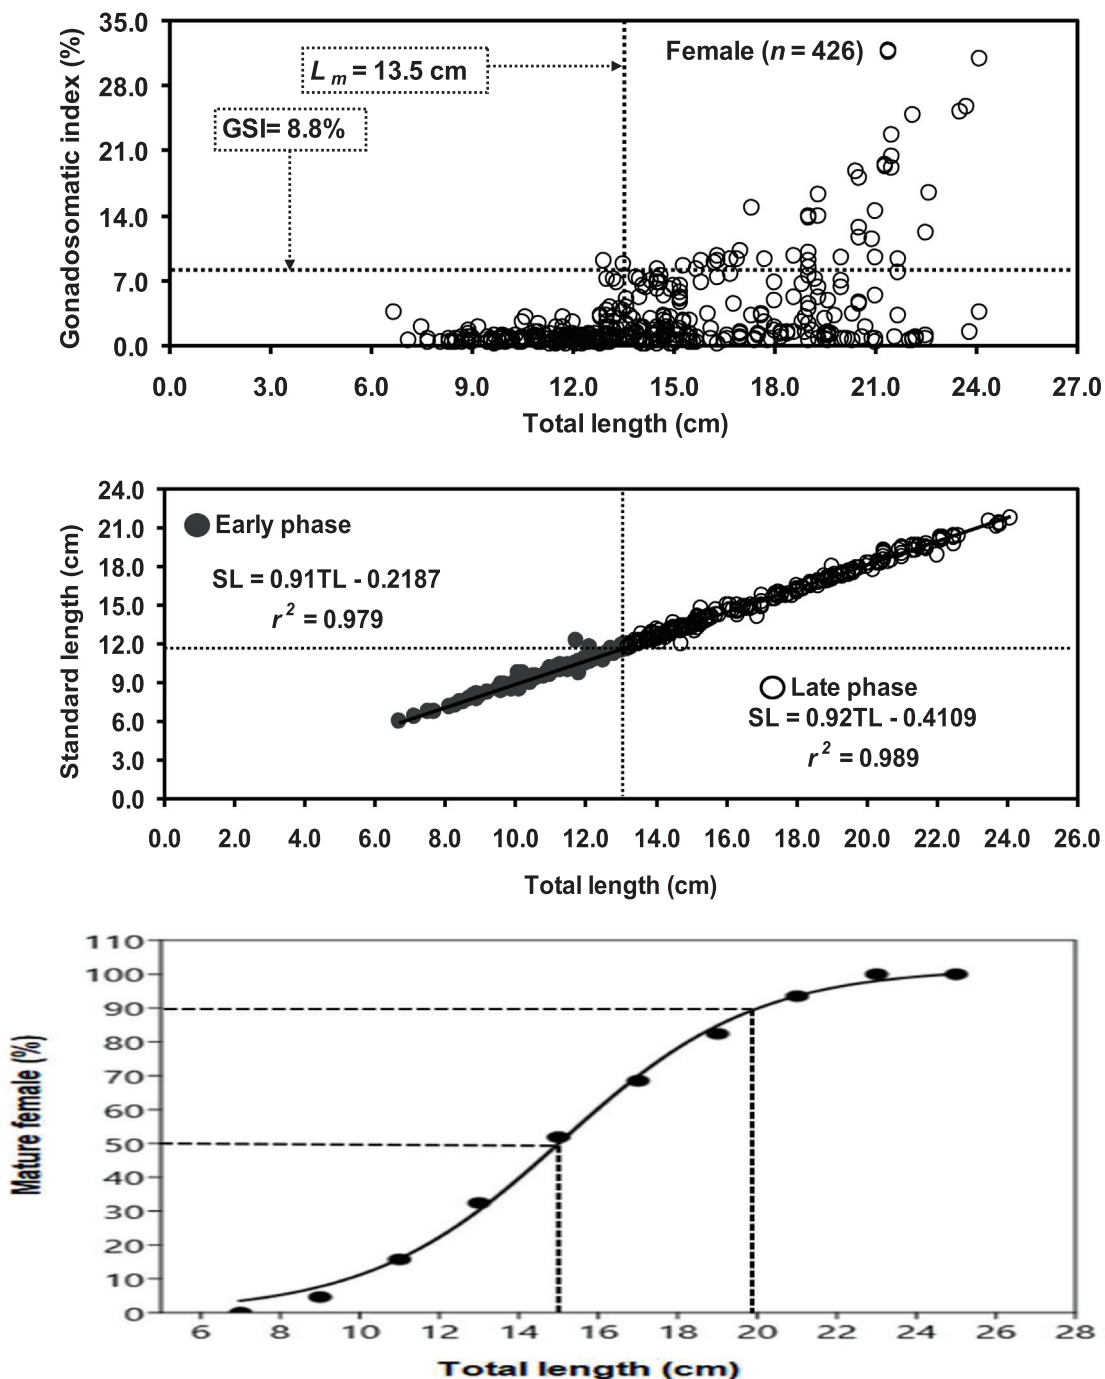 35.0
28.0
21.0
14.0
7.0
0.0
Gonadosomatic index (%)
L m = 13.5 cm
GSI= 8.8%
Female (n = 426)
0.0 3.0 6.0 9.0 12.0 15.0 18.0 21.0 24.0 27.0
Total length (cm)
24.0
21.0
18.0
15.0
12.0
9.0
6.0
3.0
0.0
Standard length (cm)
Early phase
SL = 0.91TL - 0.2187
r 2 = 0.979
Late phase
SL = 0.92TL - 0.4109
r 2 = 0.989
0.0 2.0 4.0 6.0 8.0 10.0 12.0 14.0 16.0 18.0 20.0 22.0 24.0 26.0
Total length (cm)
110
100
90
80
70
60
50
40
30
20
10
0
Mature female (%)
6 8 10 12 14 16 18 20 22 24 26 28
Total length (cm)